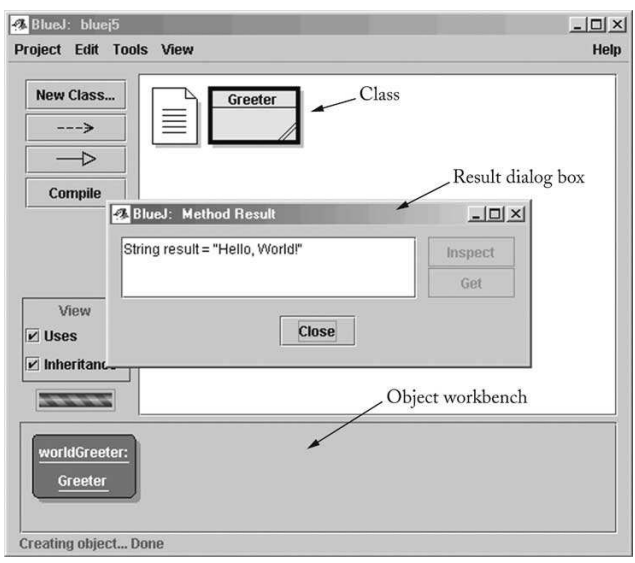 BlueJ: bluej5
Project Edit Tools View Help
New Class...
Greeter
Class
Compile
Result dialog box
BlueJ: Method Result
String result = "Hello, World!"
Inspect
Get
Close
View
Uses
Inheritance
Object workbench
worldGreeter:
Greeter
Creating object... Done